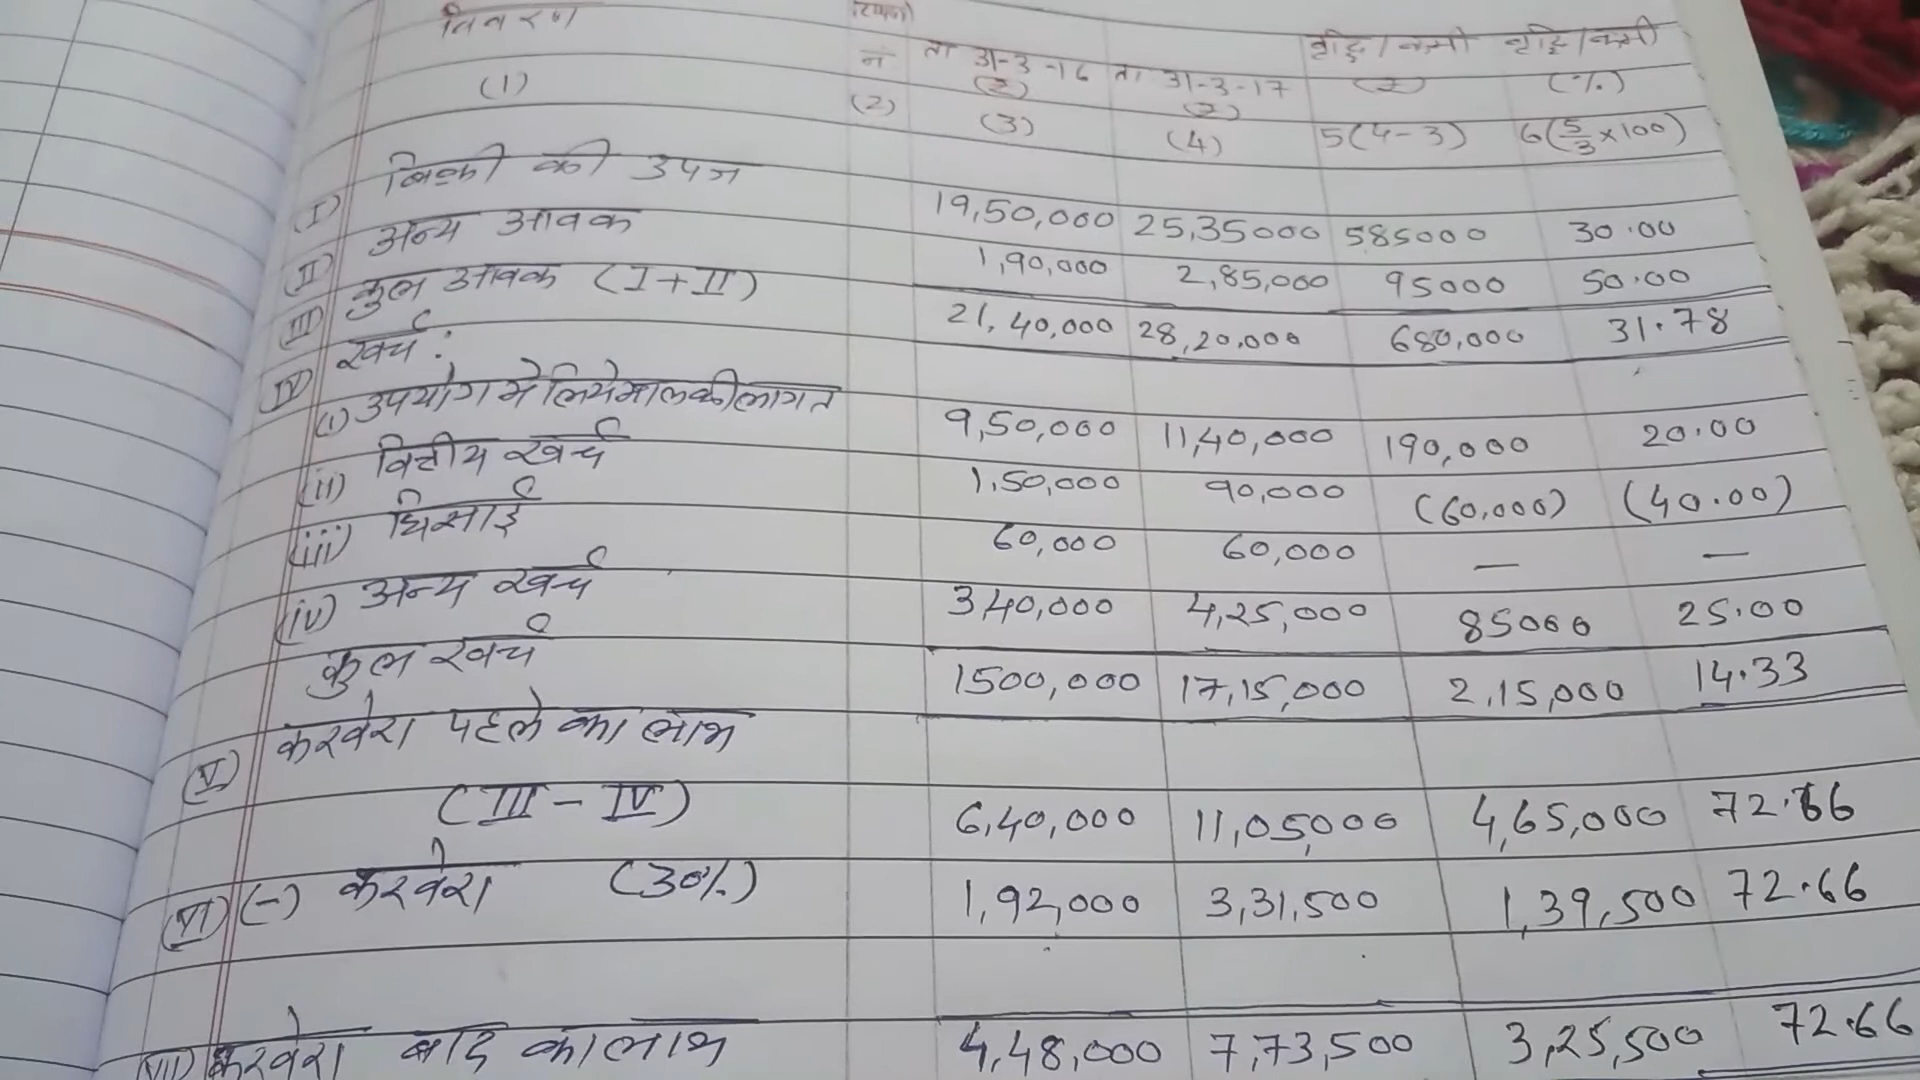 विवरण टिप्पणी नं ता 31-3-16 (₹) ता 31-3-17 (₹) वृद्धि/कमी (₹) वृद्धि/कमी (%)
(1) (2) (3) (4) 5(4-3) 6(5/3×100)
(I) बिक्री की उपज 19,50,000 25,35000 585000 30.00
(II) अन्य आवक 1,90,000 2,85,000 95000 50.00
(III) कुल आवक (I+II) 21,40,000 28,20,000 680,000 31.78
(IV) खर्च :
(i) उपयोग में लिये माल की लागत 9,50,000 11,40,000 190,000 20.00
(ii) वित्तीय खर्च 1,50,000 90,000 (60,000) (40.00)
(iii) घिसाई 60,000 60,000 — —
(iv) अन्य खर्च 340,000 4,25,000 85000 25.00
कुल खर्च 1500,000 17,15,000 2,15,000 14.33
(V) करवेरा पहले का लाभ
(III - IV) 6,40,000 11,05,000 4,65,000 72.66
(VI) (-) करवेरा (30%) 1,92,000 3,31,500 1,39,500 72.66
(VII) करवेरा बाद का लाभ 4,48,000 7,73,500 3,25,500 72.66